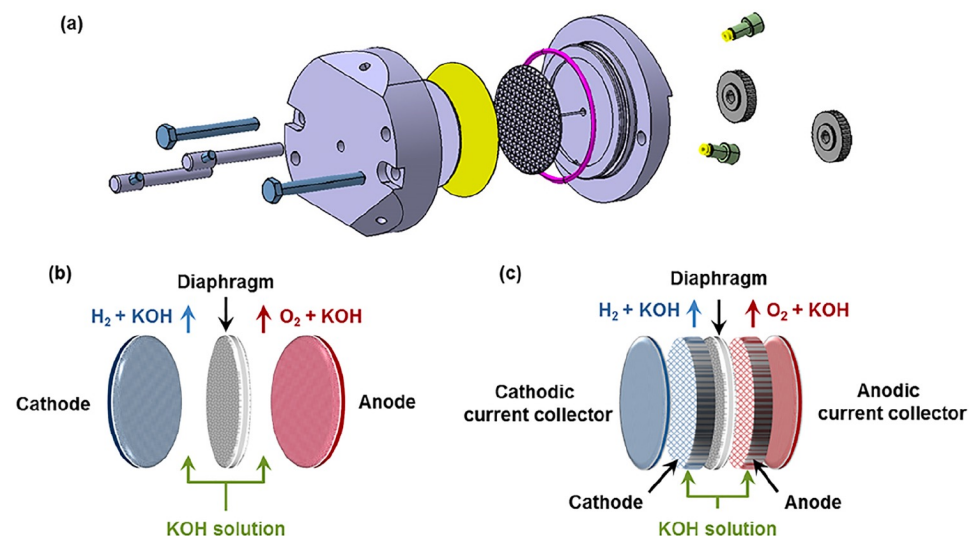 (a)
(b)
Diaphragm
H₂ + KOH
O₂ + KOH
Cathode
Anode
KOH solution
(c)
Diaphragm
H₂ + KOH
O₂ + KOH
Cathodic
current collector
Anodic
current collector
Cathode
Anode
KOH solution